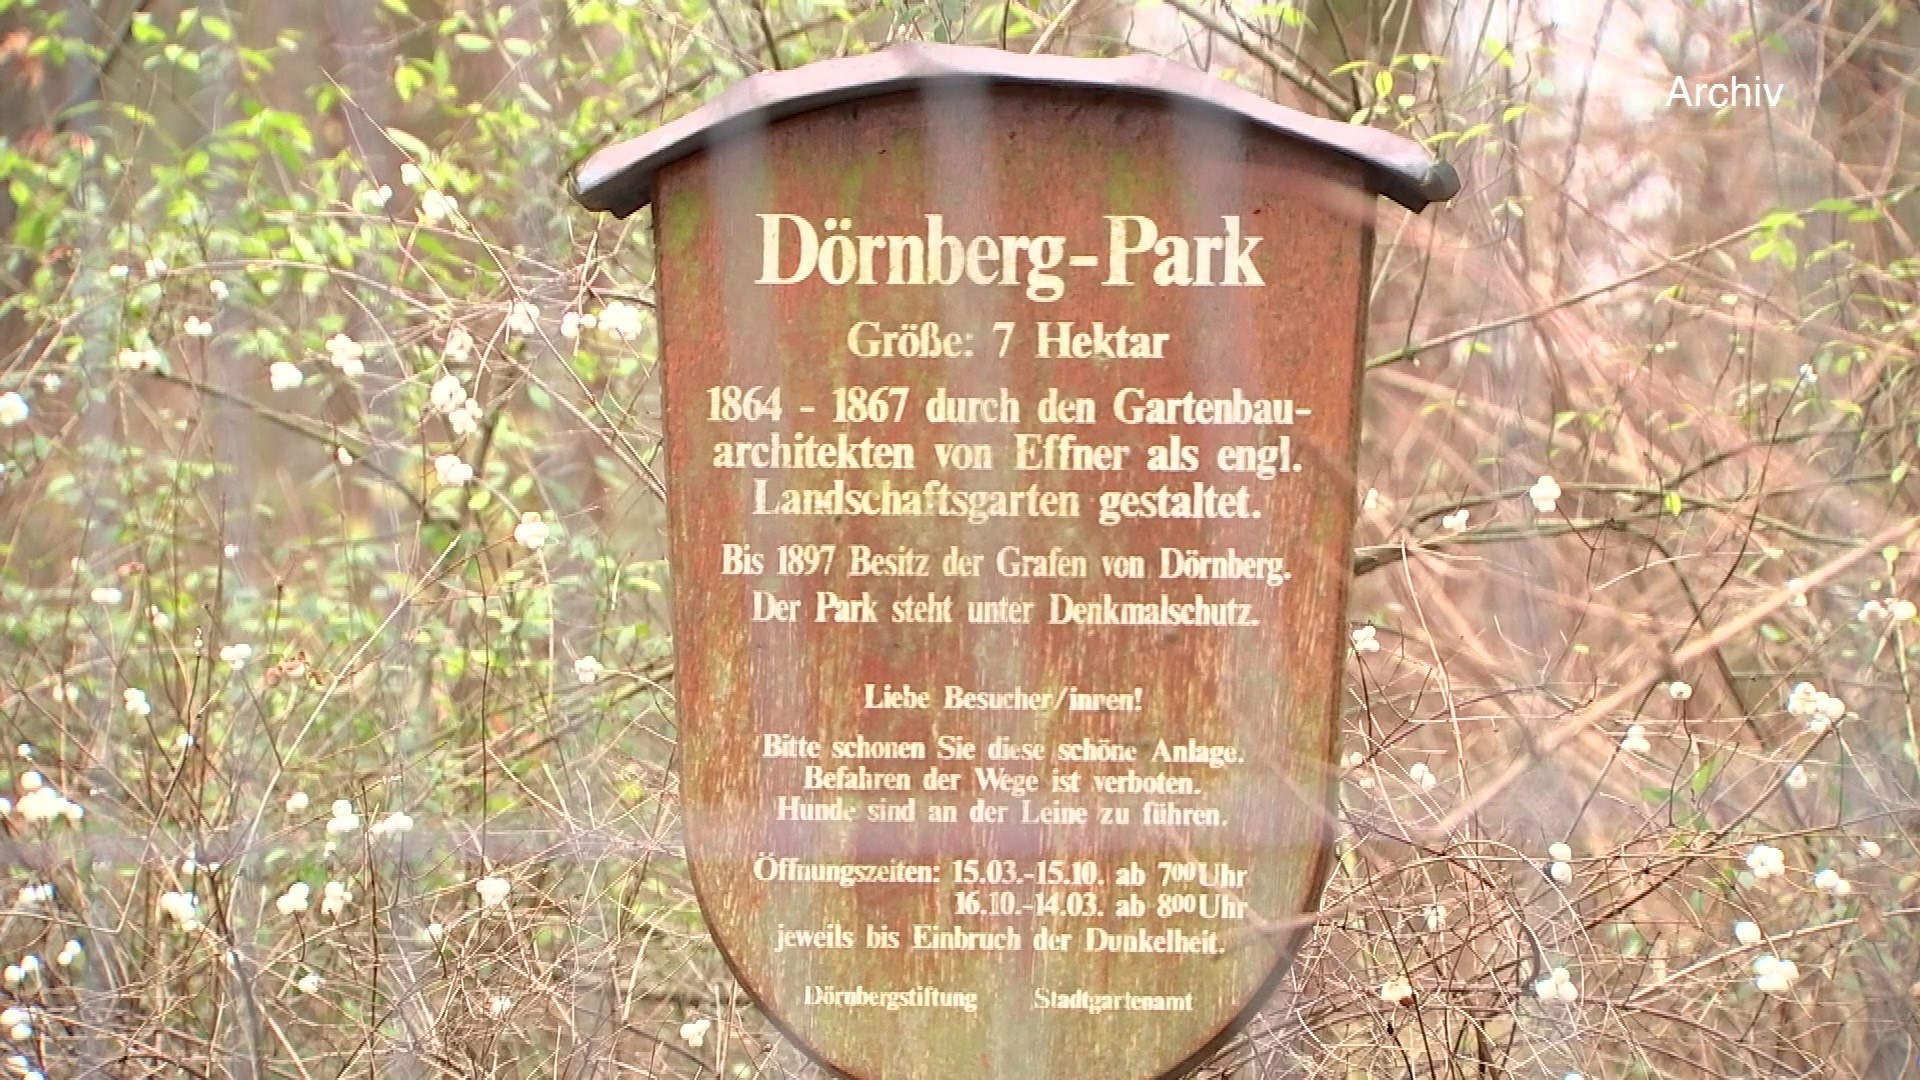 Archiv
Dörnberg-Park
Größe: 7 Hektar
1864 - 1867 durch den Gartenbau-
architekten von Effner als engl.
Landschaftsgarten gestaltet.
Bis 1897 Besitz der Grafen von Dörnberg.
Der Park steht unter Denkmalschutz.
Liebe Besucher/innen!
Bitte schonen Sie diese schöne Anlage.
Befahren der Wege ist verboten.
Hunde sind an der Leine zu führen.
Öffnungszeiten: 15.03.-15.10. ab 7⁰⁰ Uhr
16.10.-14.03. ab 8⁰⁰ Uhr
jeweils bis Einbruch der Dunkelheit.
Dörnbergstiftung Stadtgartenamt